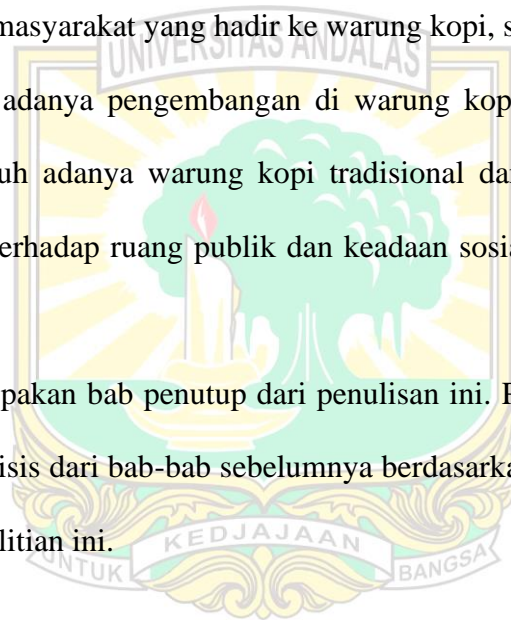 masyarakat yang hadir ke warung kopi, s
UNIVERSITAS ANDALAS
adanya pengembangan di warung kop
uh adanya warung kopi tradisional da
erhadap ruang publik dan keadaan sosia
pakan bab penutup dari penulisan ini. P
isis dari bab-bab sebelumnya berdasarka
litian ini.
UNTUK KEDJAJAAN BANGSA